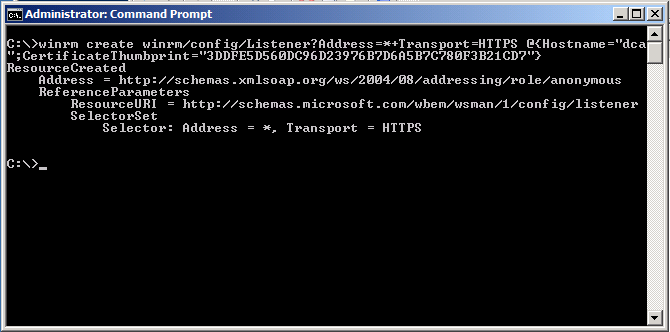 Administrator: Command Prompt
C:\>winrm create winrm/config/Listener?Address=*+Transport=HTTPS @{Hostname="dca
";CertificateThumbprint="3DDFE5D560DC96D23976B7D6A5B7C780F3B21CD7"}
ResourceCreated
    Address = http://schemas.xmlsoap.org/ws/2004/08/addressing/role/anonymous
    ReferenceParameters
        ResourceURI = http://schemas.microsoft.com/wbem/wsman/1/config/listener
        SelectorSet
            Selector: Address = *, Transport = HTTPS
C:\>_